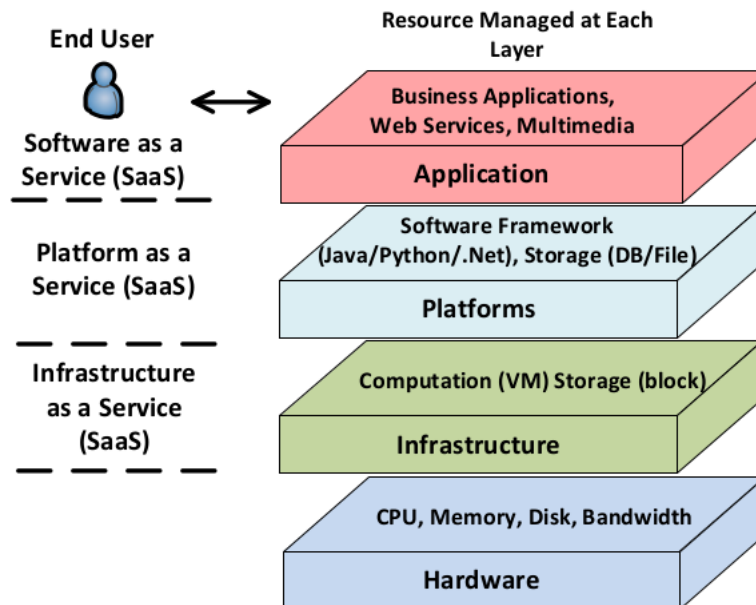 End User
Resource Managed at Each
Layer
Business Applications,
Web Services, Multimedia
Application
Software as a
Service (SaaS)
Software Framework
(Java/Python/.Net), Storage (DB/File)
Platforms
Platform as a
Service (SaaS)
Computation (VM) Storage (block)
Infrastructure
Infrastructure
as a Service
(SaaS)
CPU, Memory, Disk, Bandwidth
Hardware